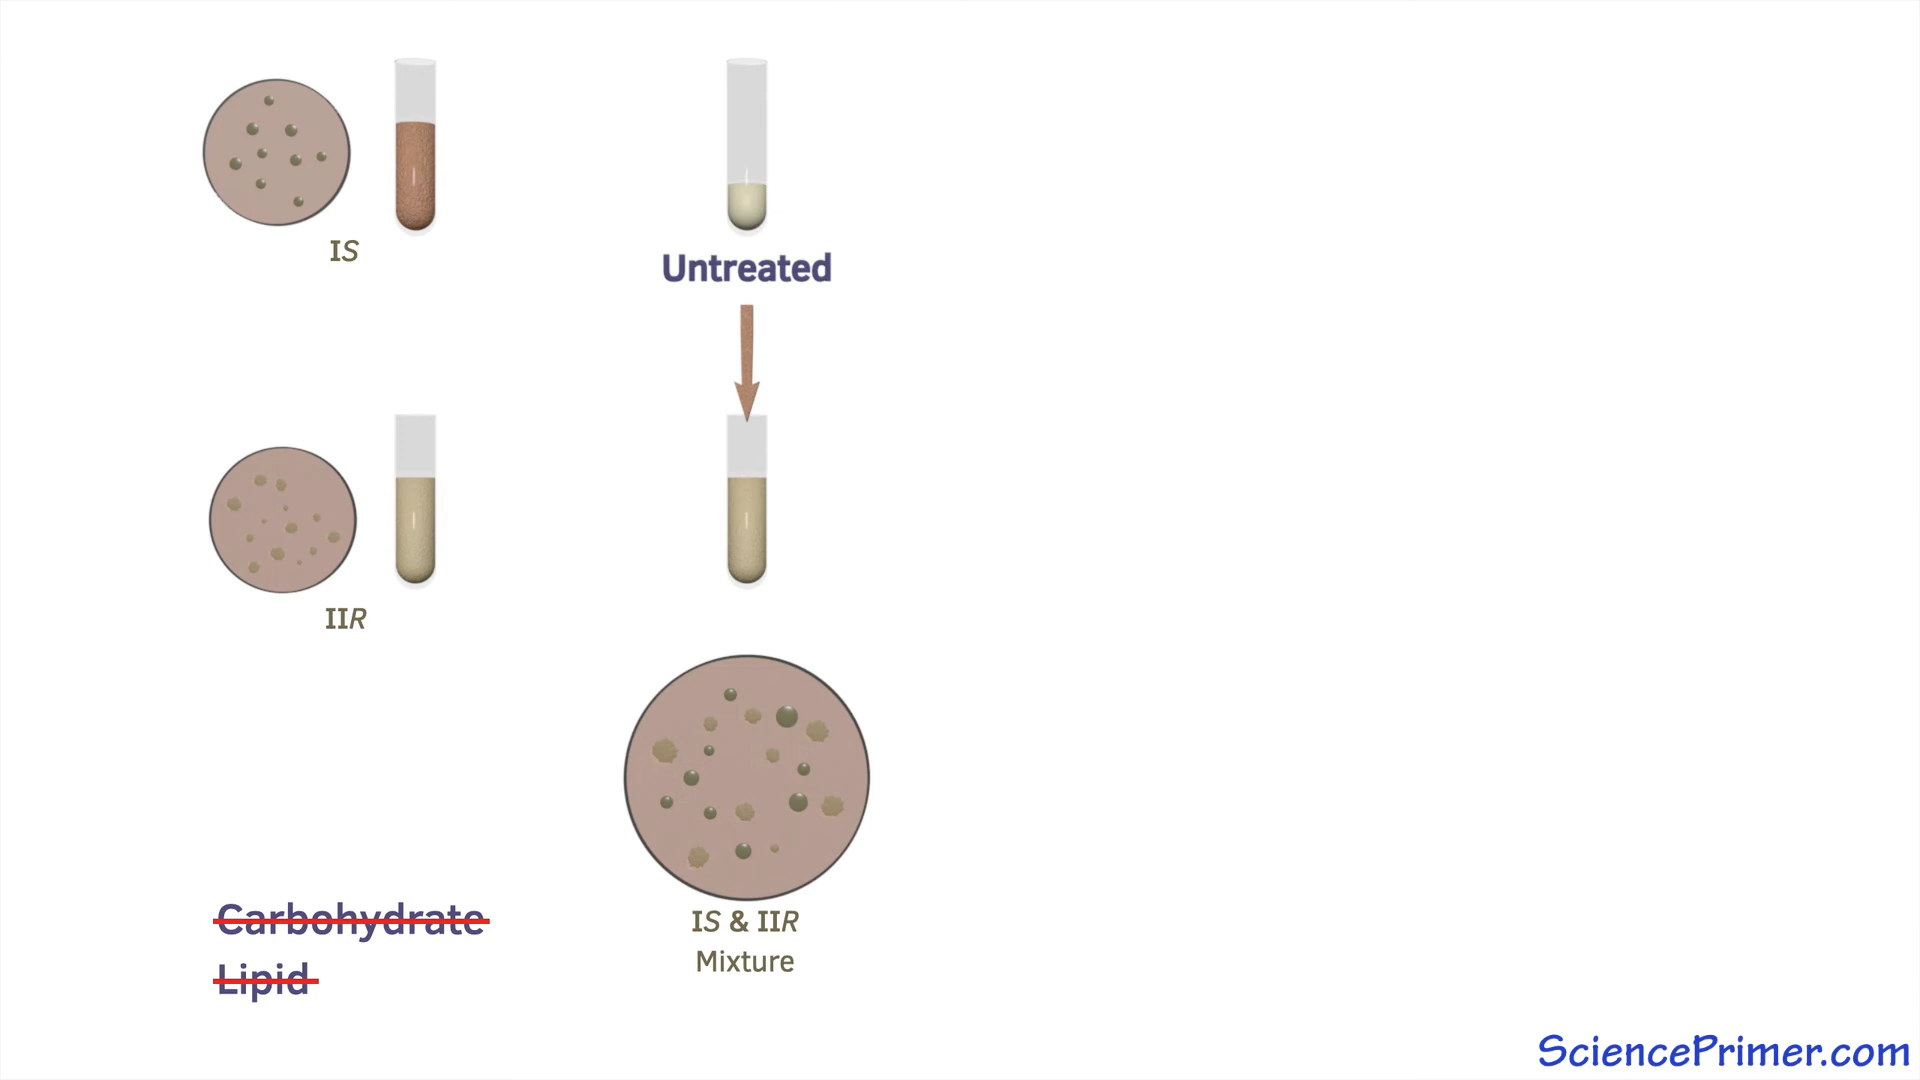 IS
Untreated
IIR
Carbohydrate
Lipid
IS & IIR
Mixture
SciencePrimer.com